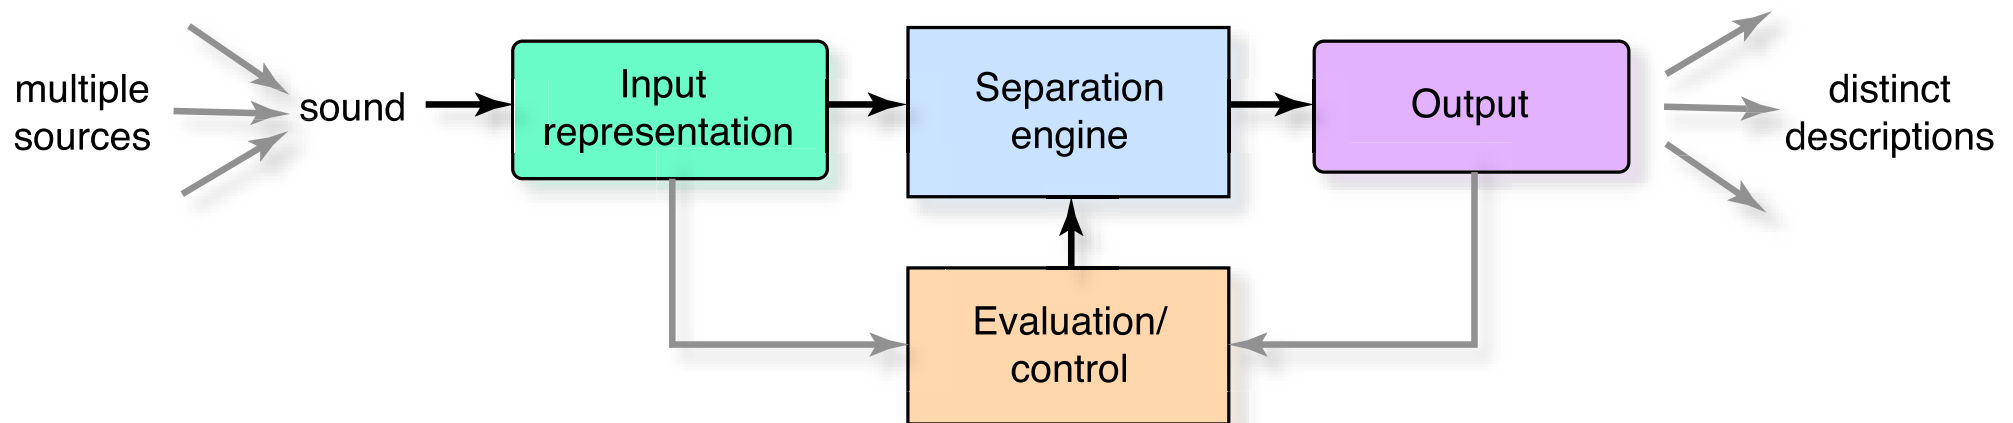 multiple
sources
sound
Input
representation
Separation
engine
Output
distinct
descriptions
Evaluation/
control